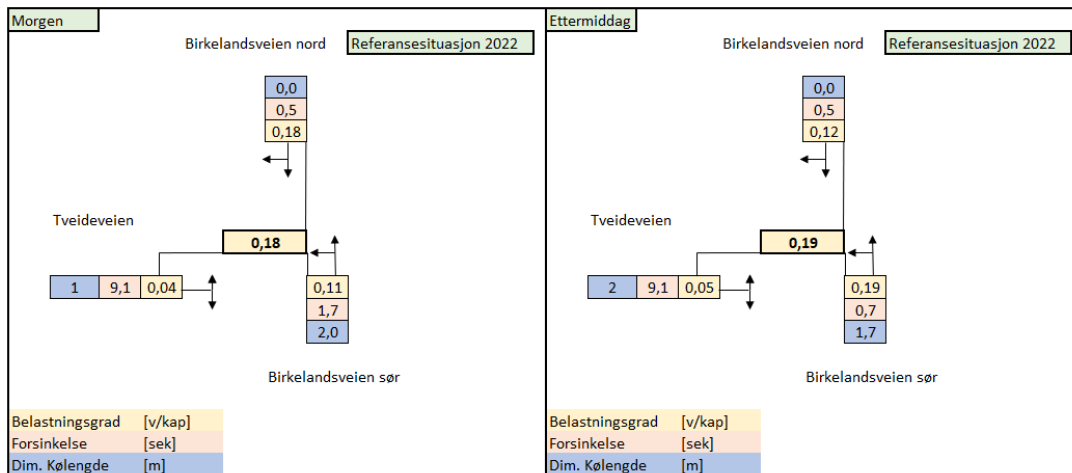 Morgen
Birkelandsveien nord
Referansesituasjon 2022
0,0
0,5
0,18
Tveideveien
0,18
1 9,1 0,04
0,11
1,7
2,0
Birkelandsveien sør
Belastningsgrad [v/kap]
Forsinkelse [sek]
Dim. Kølengde [m]
Ettermiddag
Birkelandsveien nord
Referansesituasjon 2022
0,0
0,5
0,12
Tveideveien
0,19
2 9,1 0,05
0,19
0,7
1,7
Birkelandsveien sør
Belastningsgrad [v/kap]
Forsinkelse [sek]
Dim. Kølengde [m]